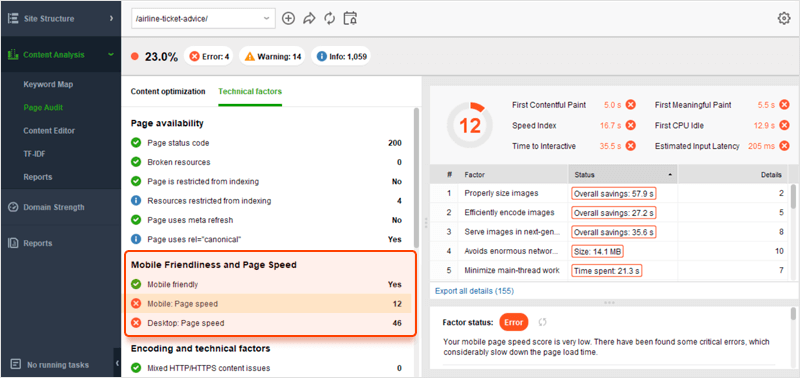 Site Structure
Content Analysis
Keyword Map
Page Audit
Content Editor
TF-IDF
Reports
Domain Strength
Reports
No running tasks
/airline-ticket-advice/
23.0%
Error: 4
Warning: 14
Info: 1,059
Content optimization
Technical factors
Page availability
Page status code 200
Broken resources 0
Page is restricted from indexing No
Resources restricted from indexing 4
Page uses meta refresh No
Page uses rel="canonical" Yes
Mobile Friendliness and Page Speed
Mobile friendly Yes
Mobile: Page speed 12
Desktop: Page speed 46
Encoding and technical factors
Mixed HTTP/HTTPS content issues 0
12
First Contentful Paint 5.0 s First Meaningful Paint 5.5 s
Speed Index 16.7 s First CPU Idle 12.9 s
Time to Interactive 35.5 s Estimated Input Latency 205 ms
# Factor Status Details
1 Properly size images Overall savings: 57.9 s 2
2 Efficiently encode images Overall savings: 27.2 s 5
3 Serve images in next-gen... Overall savings: 35.6 s 8
4 Avoids enormous networ... Size: 14.1 MB 10
5 Minimize main-thread work Time spent: 21.3 s 7
Export all details (155)
Factor status: Error
Your mobile page speed score is very low. There have been found some critical errors, which
considerably slow down the page load time.